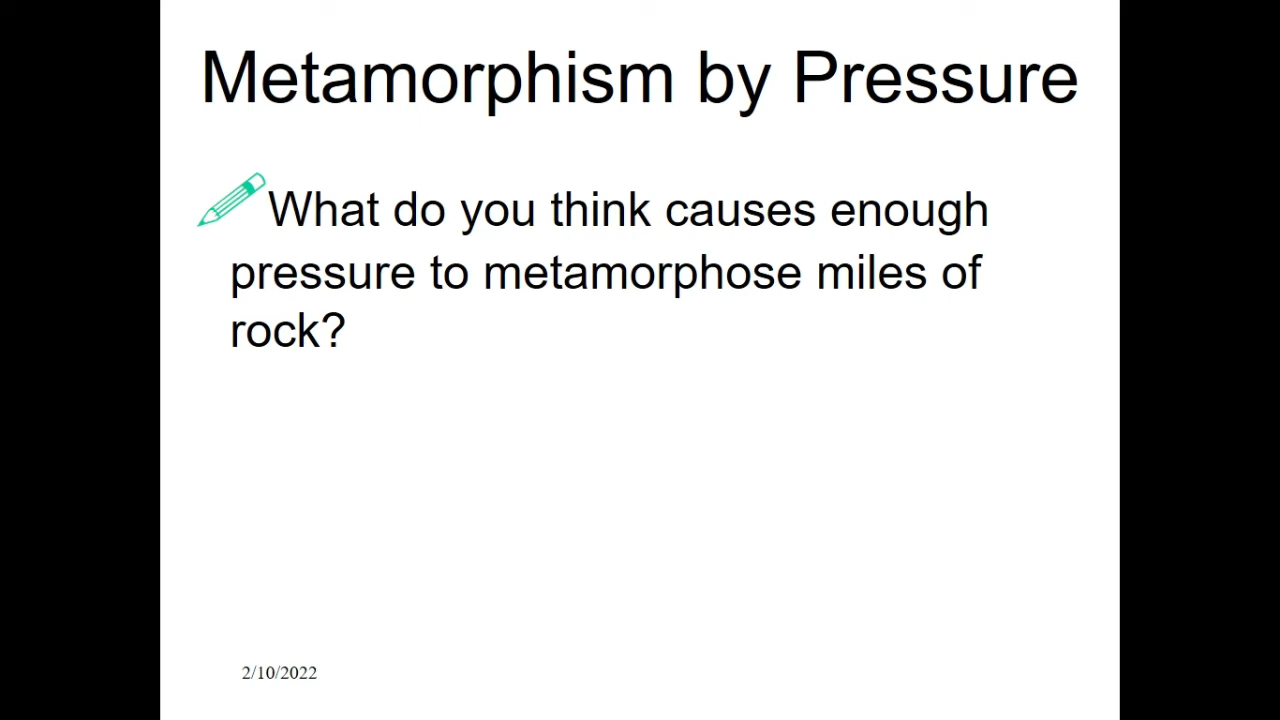 Metamorphism by Pressure
What do you think causes enough
pressure to metamorphose miles of
rock?
2/10/2022